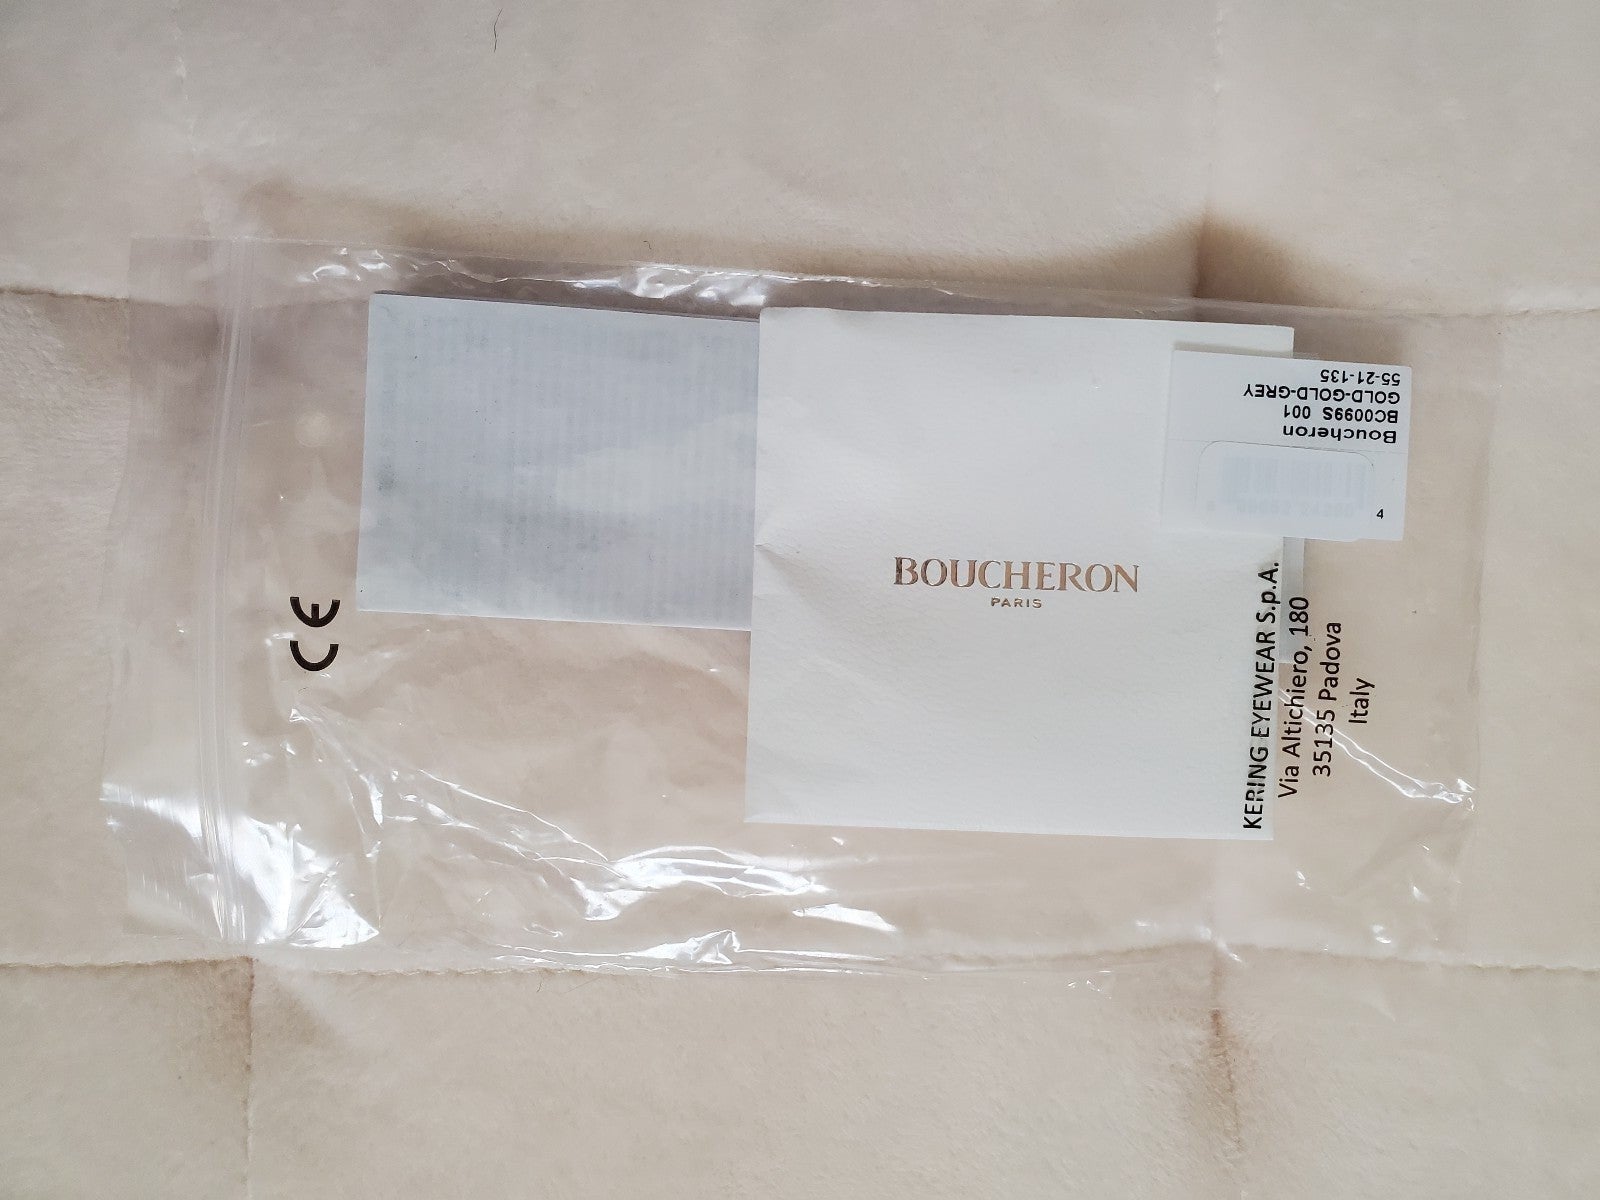 BOUCHERON
PARIS
Boucheron
BC0099S 001
GOLD-GOLD-GREY
55-21-135
4
CE
KERING EYEWEAR S.p.A.
Via Altichiero, 180
35135 Padova
Italy